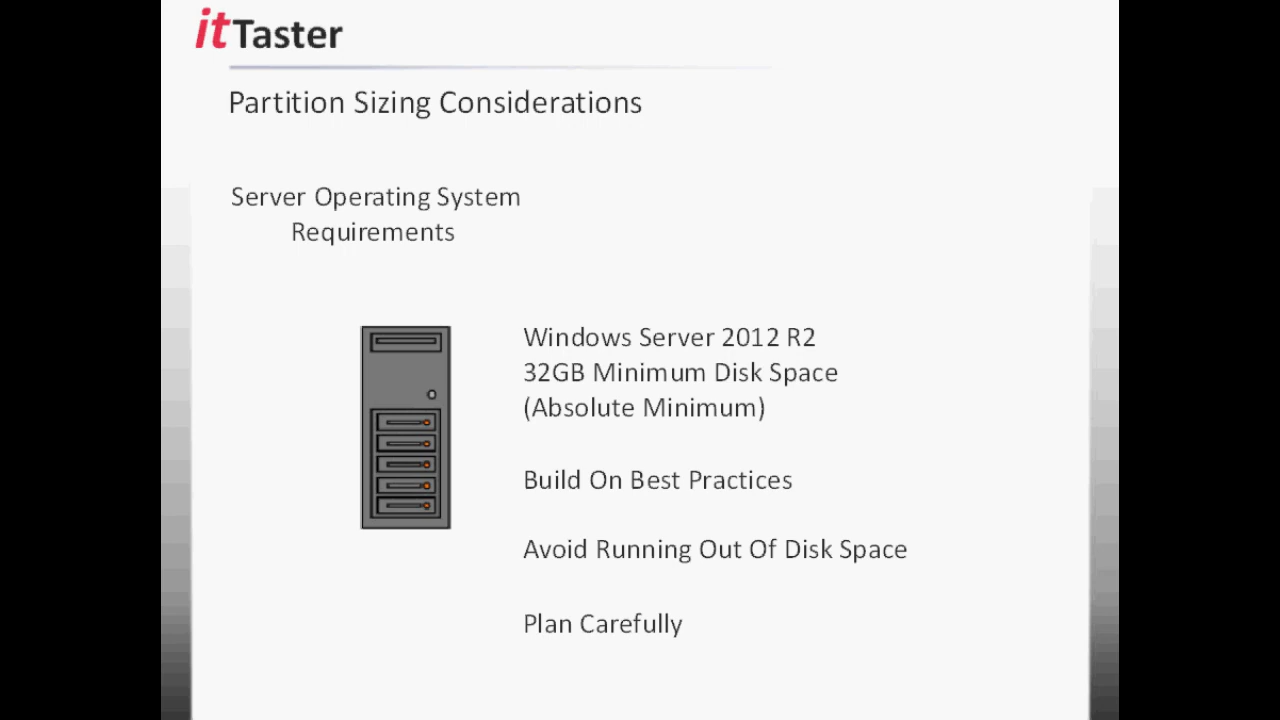 itTaster
Partition Sizing Considerations
Server Operating System
Requirements
Windows Server 2012 R2
32GB Minimum Disk Space
(Absolute Minimum)
Build On Best Practices
Avoid Running Out Of Disk Space
Plan Carefully